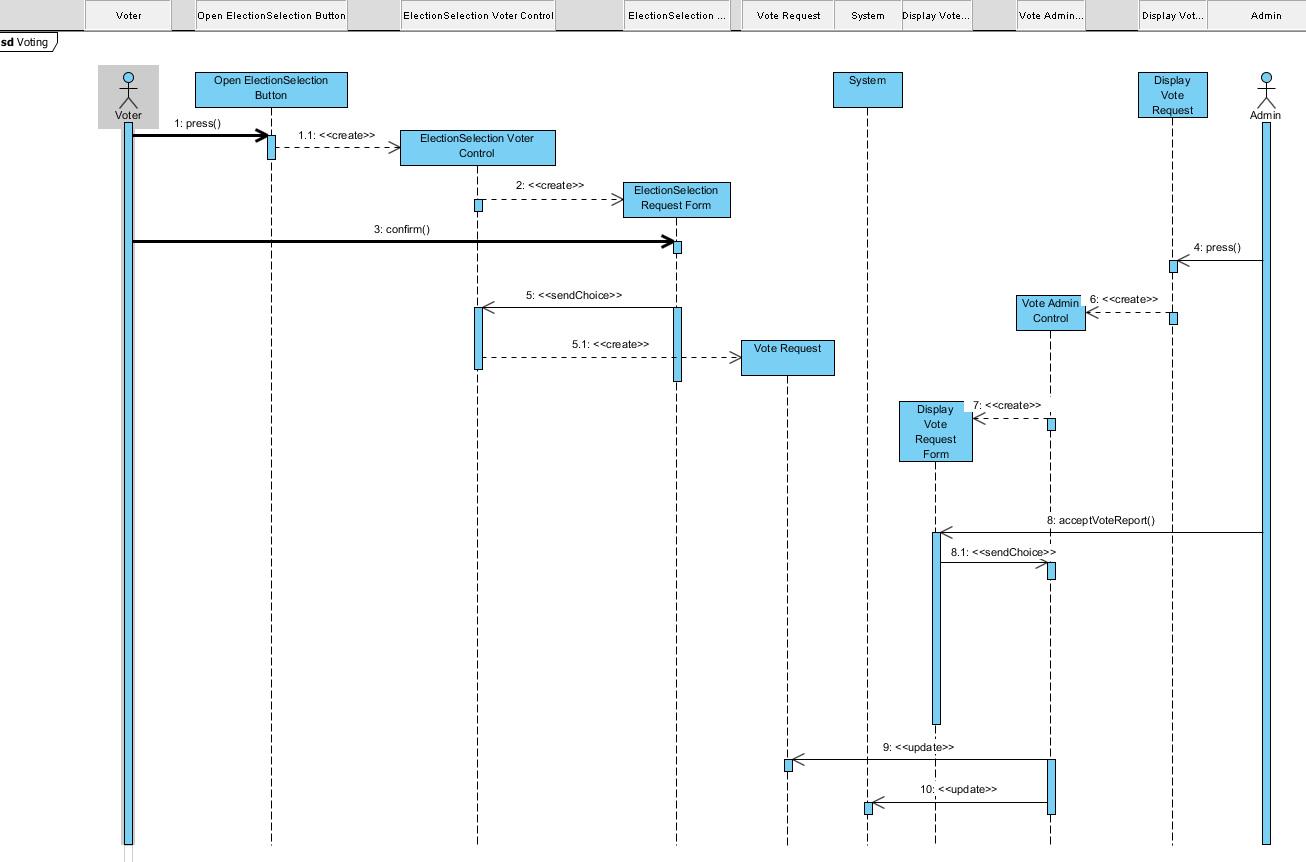 Voter
Open ElectionSelection Button
ElectionSelection Voter Control
ElectionSelection ...
Vote Request
System
Display Vote...
Vote Admin...
Display Vot...
Admin
sd Voting
Voter
Open ElectionSelection
Button
System
Display
Vote
Request
Admin
1: press()
1.1: <<create>>
ElectionSelection Voter
Control
2: <<create>>
ElectionSelection
Request Form
3: confirm()
4: press()
5: <<sendChoice>>
6: <<create>>
Vote Admin
Control
5.1: <<create>>
Vote Request
7: <<create>>
Display
Vote
Request
Form
8: acceptVoteReport()
8.1: <<sendChoice>>
9: <<update>>
10: <<update>>